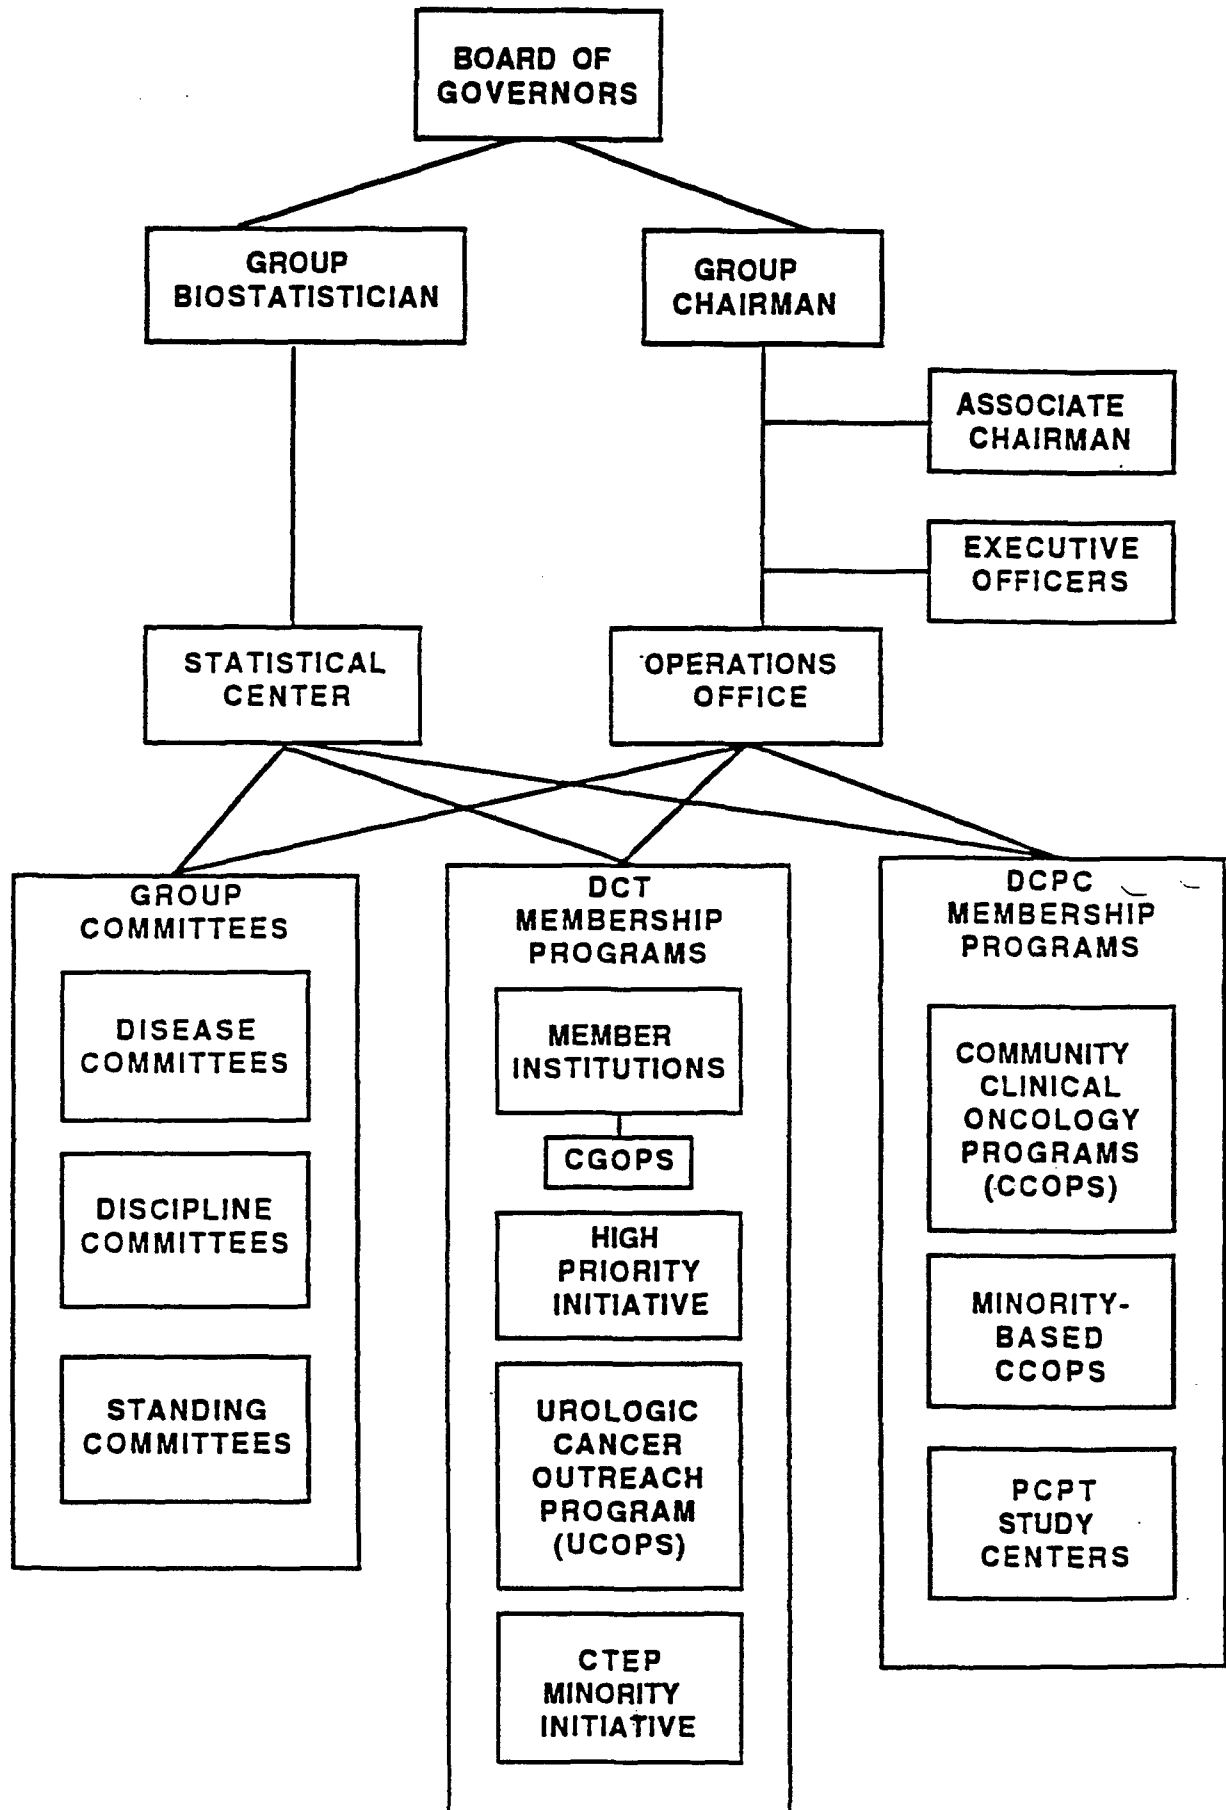 BOARD OF
GOVERNORS
GROUP
BIOSTATISTICIAN
GROUP
CHAIRMAN
ASSOCIATE
CHAIRMAN
EXECUTIVE
OFFICERS
STATISTICAL
CENTER
OPERATIONS
OFFICE
GROUP
COMMITTEES
DISEASE
COMMITTEES
DISCIPLINE
COMMITTEES
STANDING
COMMITTEES
DCT
MEMBERSHIP
PROGRAMS
MEMBER
INSTITUTIONS
CGOPS
HIGH
PRIORITY
INITIATIVE
UROLOGIC
CANCER
OUTREACH
PROGRAM
(UCOPS)
CTEP
MINORITY
INITIATIVE
DCPC
MEMBERSHIP
PROGRAMS
COMMUNITY
CLINICAL
ONCOLOGY
PROGRAMS
(CCOPS)
MINORITY-
BASED
CCOPS
PCPT
STUDY
CENTERS